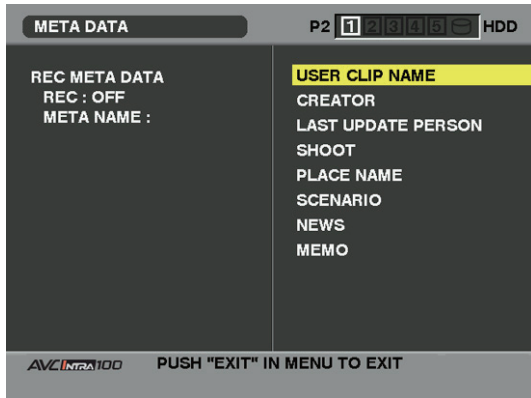 META DATA
P2 1 2 3 4 5 HDD
REC META DATA
REC : OFF
META NAME :
USER CLIP NAME
CREATOR
LAST UPDATE PERSON
SHOOT
PLACE NAME
SCENARIO
NEWS
MEMO
AVC INTRA 100 PUSH "EXIT" IN MENU TO EXIT